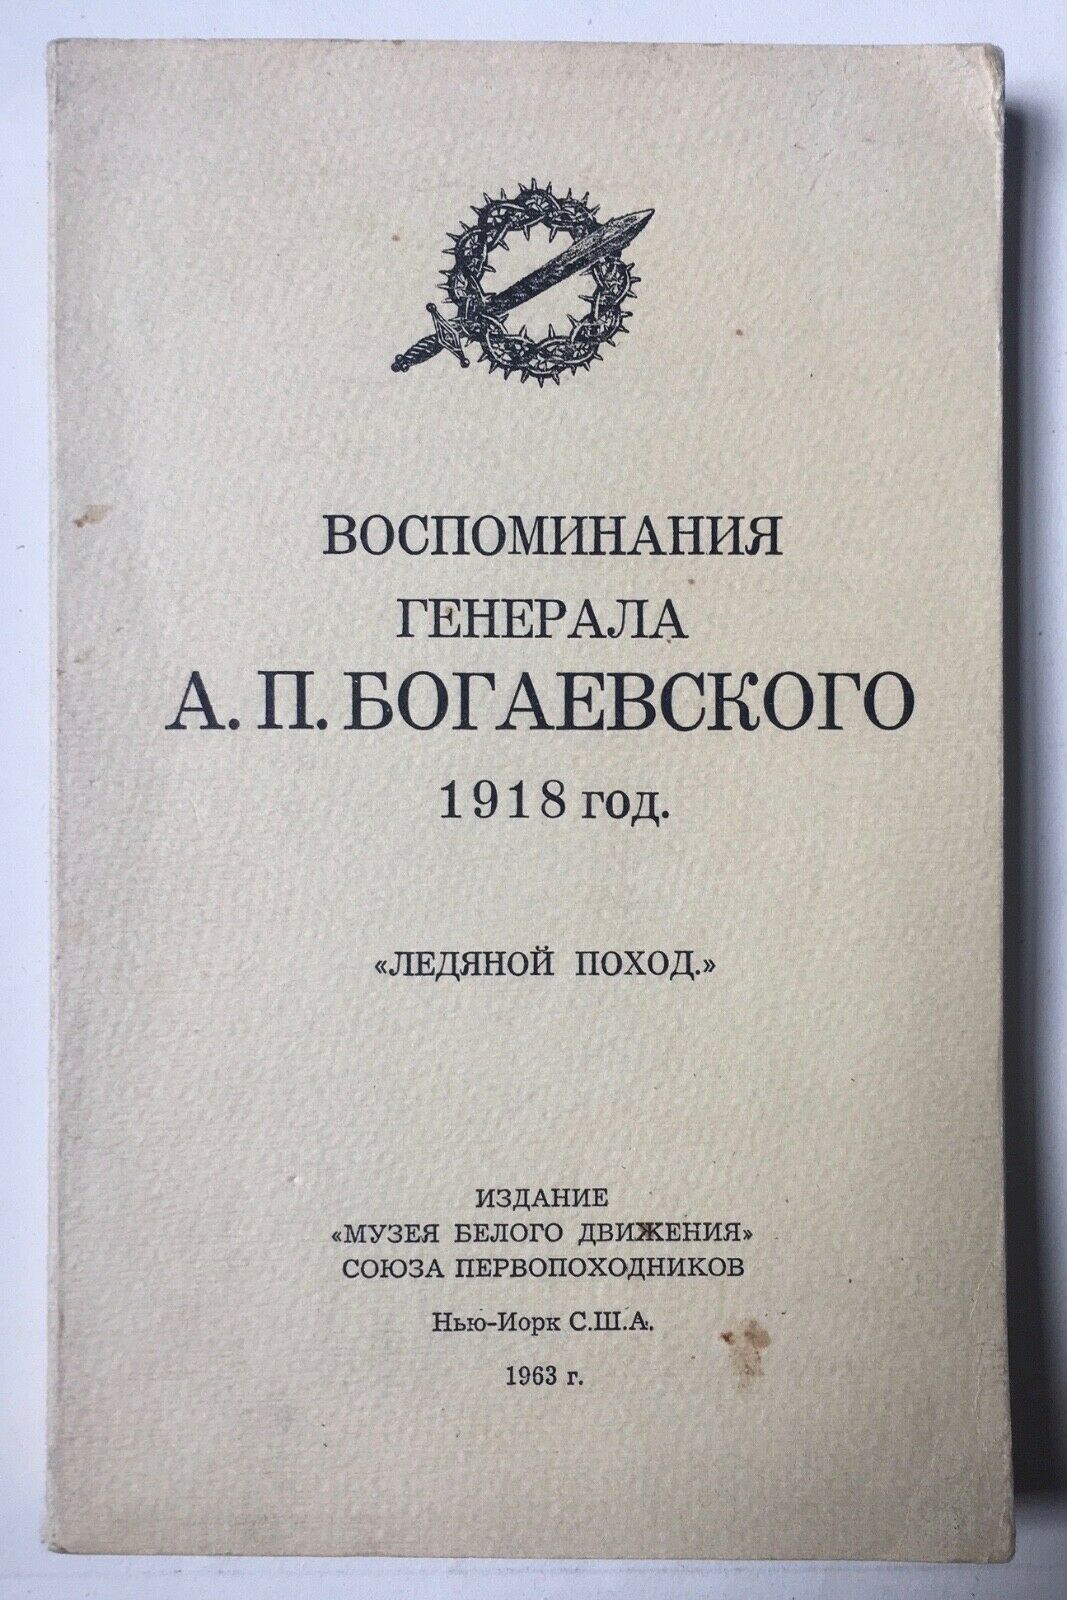 ВОСПОМИНАНИЯ
ГЕНЕРАЛА
А. П. БОГАЕВСКОГО
1918 год.
«ЛЕДЯНОЙ ПОХОД.»
ИЗДАНИЕ
«МУЗЕЯ БЕЛОГО ДВИЖЕНИЯ»
СОЮЗА ПЕРВОПОХОДНИКОВ
Нью-Иорк С.Ш.А.
1963 г.